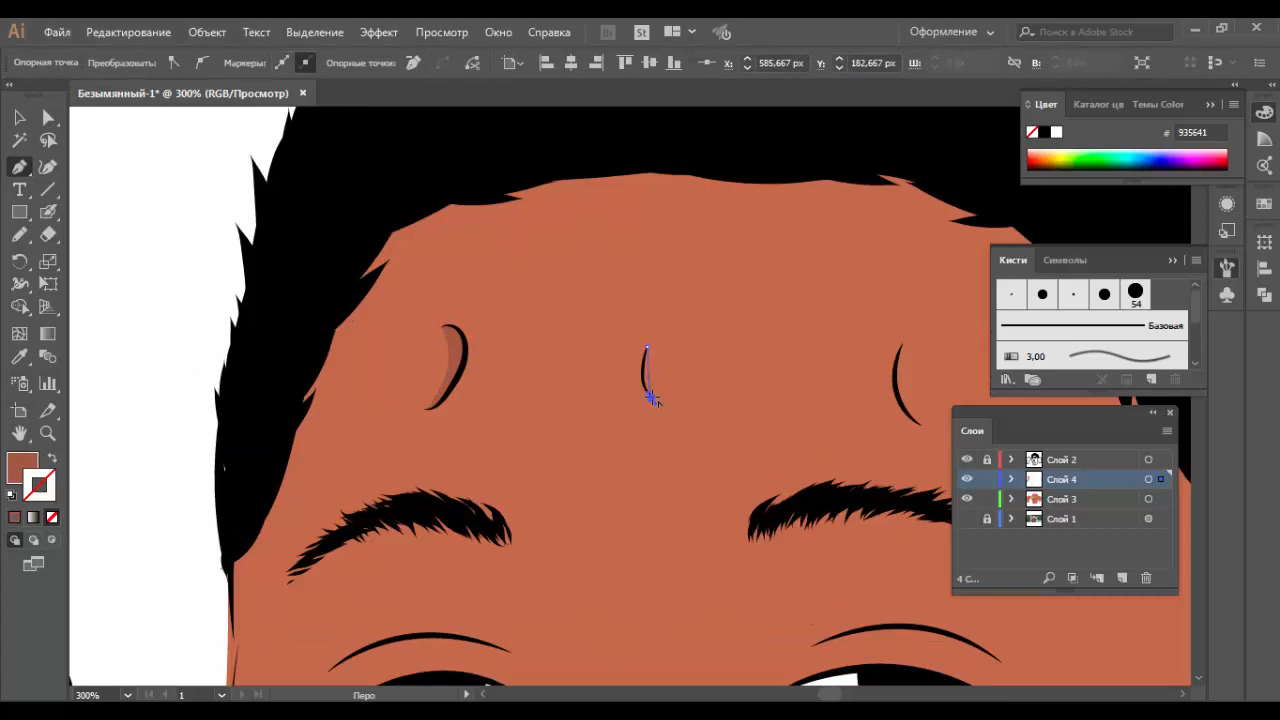 Ai Файл Редактирование Объект Текст Выделение Эффект Просмотр Окно Справка Br St Оформление Поиск в Adobe Stock
Опорная точка Преобразовать: Маркеры: Опорные точки: X: 585,667 px Y: 182,667 px Ш: В:
Безымянный-1* @ 300% (RGB/Просмотр)
Цвет Каталог цв Темы Color
# 935641
Кисти Символы
54
Базовая
3,00
Слои
Слой 2
Слой 4
Слой 3
Слой 1
4 С...
300% 1 Перо